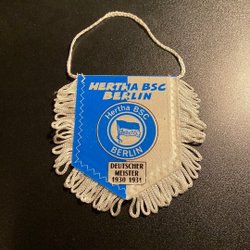 HERTHA BSC
BERLIN
Hertha BSC
BERLIN
DEUTSCHER
MEISTER
1930 1931